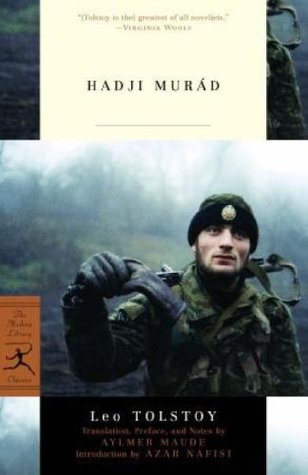 "[Tolstoy is the] greatest of all novelists."
—Virginia Woolf
HADJI MURÁD
The
Modern
Library
Classics
Leo TOLSTOY
Translation, Preface, and Notes by
AYLMER MAUDE
Introduction by AZAR NAFISI